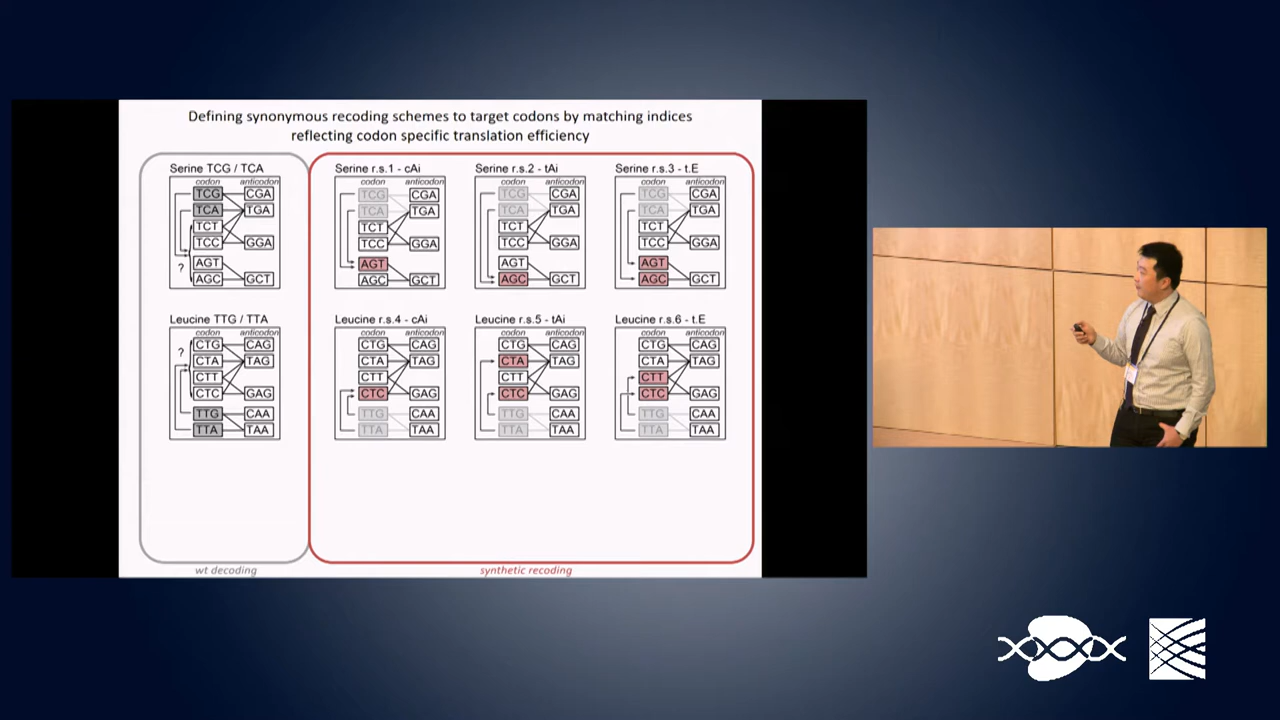 Defining synonymous recoding schemes to target codons by matching indices
reflecting codon specific translation efficiency
Serine TCG / TCA
codon anticodon
TCG CGA
TCA TGA
TCT
TCC GGA
? AGT
AGC GCT
Serine r.s.1 - cAi
codon anticodon
TCG CGA
TCA TGA
TCT
TCC GGA
AGT
AGC GCT
Serine r.s.2 - tAi
codon anticodon
TCG CGA
TCA TGA
TCT
TCC GGA
AGT
AGC GCT
Serine r.s.3 - t.E
codon anticodon
TCG CGA
TCA TGA
TCT
TCC GGA
AGT
AGC GCT
Leucine TTG / TTA
codon anticodon
CTG CAG
? CTA TAG
CTT
CTC GAG
TTG CAA
TTA TAA
Leucine r.s.4 - cAi
codon anticodon
CTG CAG
CTA TAG
CTT
CTC GAG
TTG CAA
TTA TAA
Leucine r.s.5 - tAi
codon anticodon
CTG CAG
CTA TAG
CTT
CTC GAG
TTG CAA
TTA TAA
Leucine r.s.6 - t.E
codon anticodon
CTG CAG
CTA TAG
CTT
CTC GAG
TTG CAA
TTA TAA
wt decoding
synthetic recoding